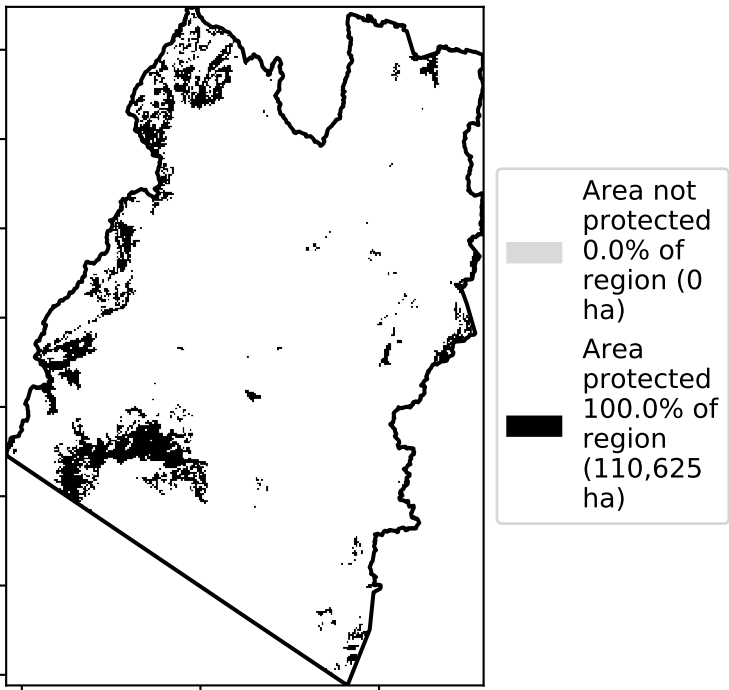 Area not
protected
0.0% of
region (0
ha)
Area
protected
100.0% of
region
(110,625
ha)